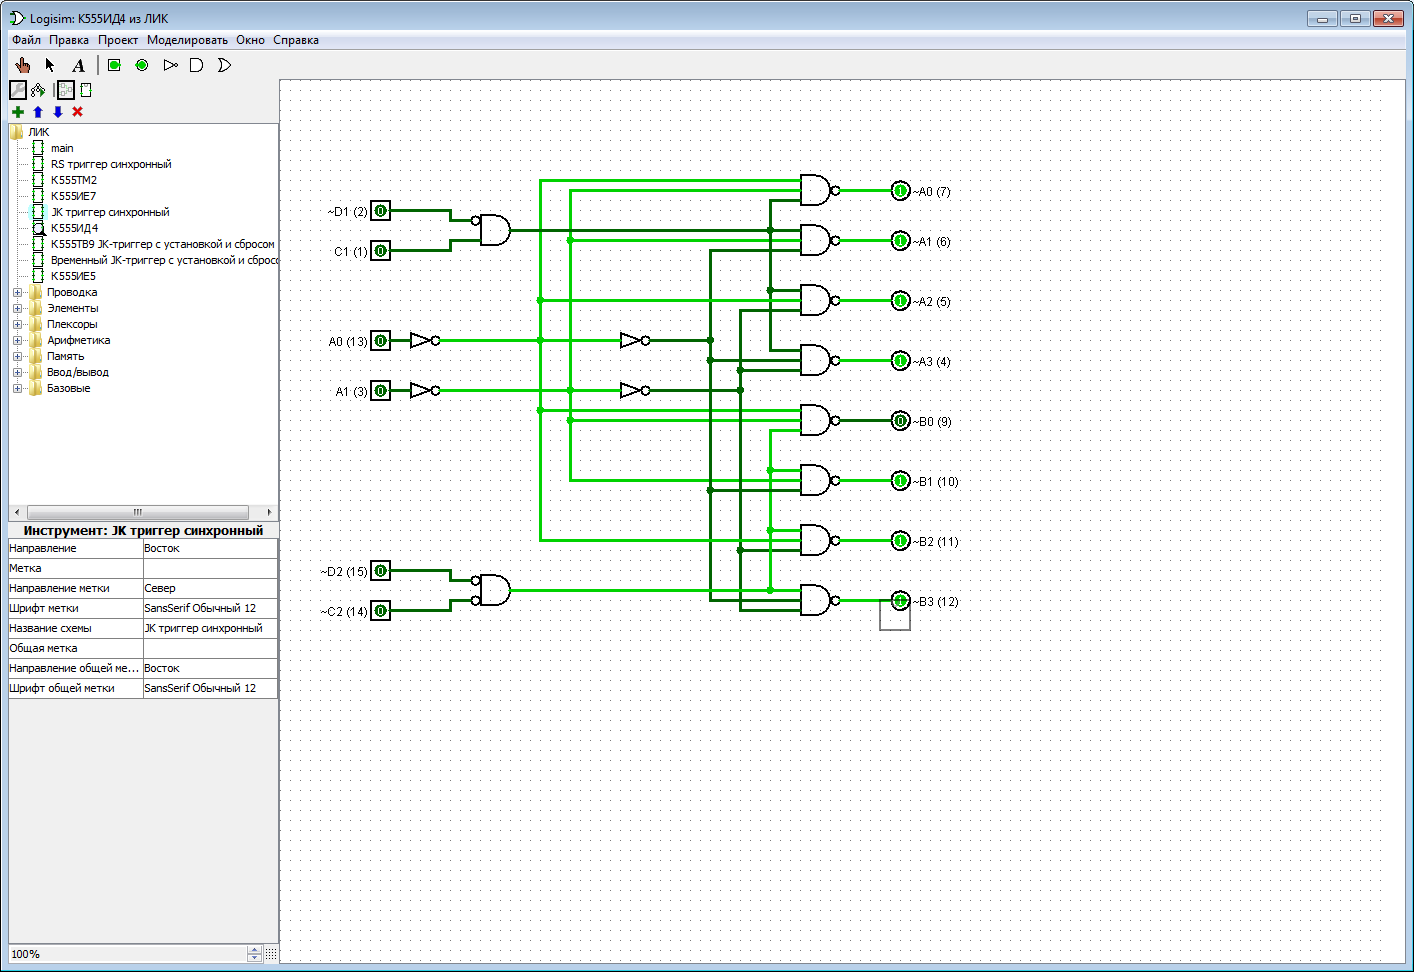 Logisim: К555ИД4 из ЛИК
Файл Правка Проект Моделировать Окно Справка
A
ЛИК
main
RS триггер синхронный
К555ТМ2
К555ИЕ7
JK триггер синхронный
К555ИД4
К555ТВ9 JK-триггер с установкой и сбросом
Временный JK-триггер с установкой и сброс
К555ИЕ5
Проводка
Элементы
Плексоры
Арифметика
Память
Ввод/вывод
Базовые
Инструмент: JK триггер синхронный
Направление Восток
Метка
Направление метки Север
Шрифт метки SansSerif Обычный 12
Название схемы JK триггер синхронный
Общая метка
Направление общей ме... Восток
Шрифт общей метки SansSerif Обычный 12
100%
~D1 (2) 0
C1 (1) 0
A0 (13) 0
A1 (3) 0
~D2 (15) 0
~C2 (14) 0
1 ~A0 (7)
1 ~A1 (6)
1 ~A2 (5)
1 ~A3 (4)
0 ~B0 (9)
1 ~B1 (10)
1 ~B2 (11)
1 ~B3 (12)